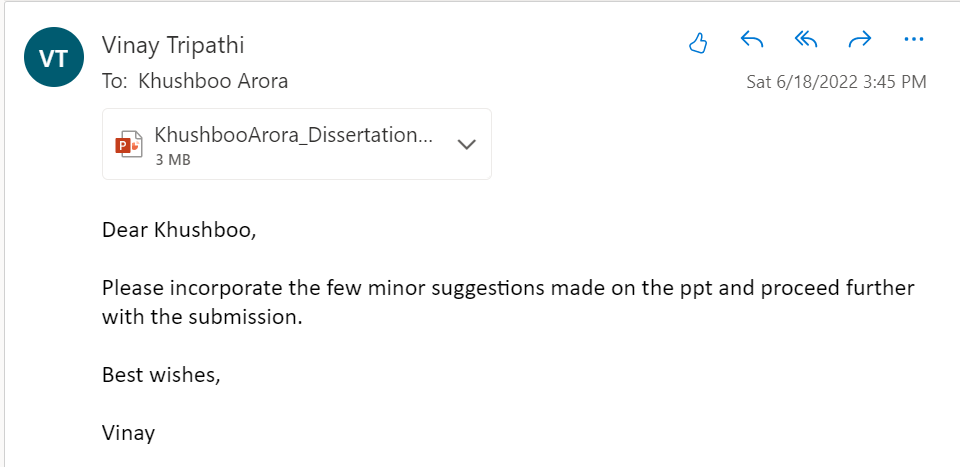 VT
Vinay Tripathi
To: Khushboo Arora
Sat 6/18/2022 3:45 PM
P
KhushbooArora_Dissertation...
3 MB
Dear Khushboo,
Please incorporate the few minor suggestions made on the ppt and proceed further
with the submission.
Best wishes,
Vinay